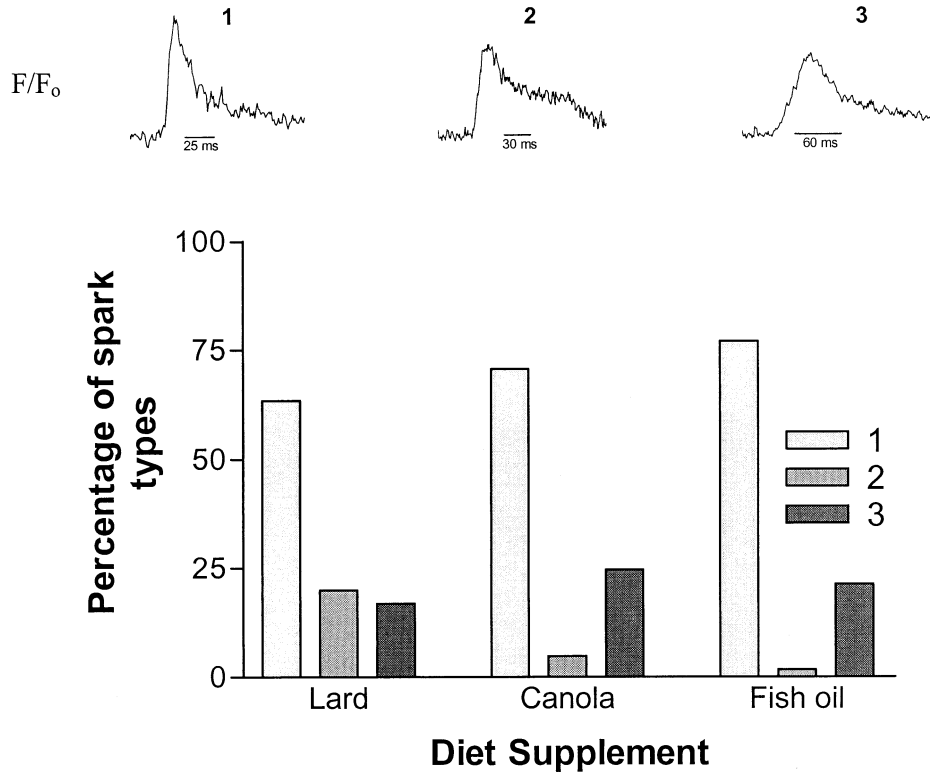 1 2 3
F/Fo
25 ms 30 ms 60 ms
Percentage of spark
types
100
75
50
25
0
1
2
3
Lard Canola Fish oil
Diet Supplement